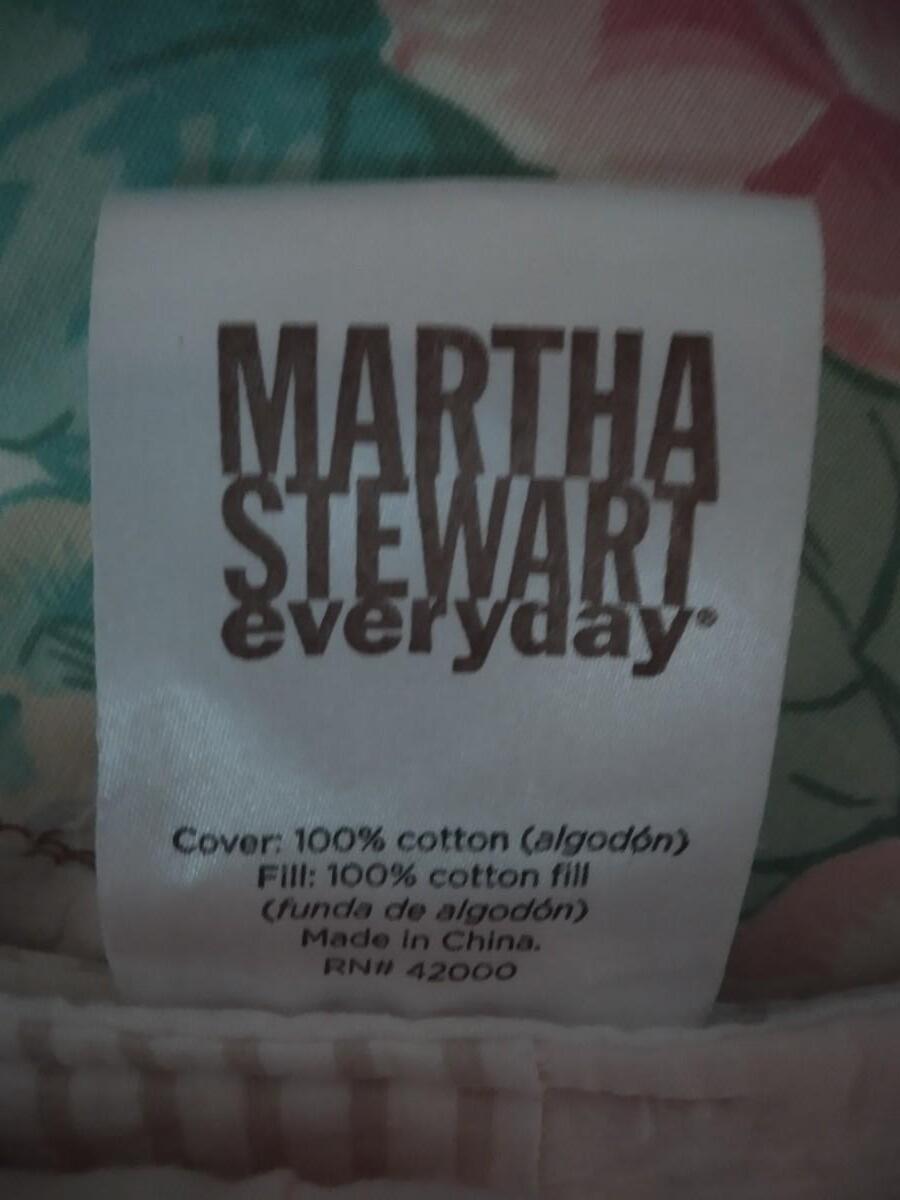 MARTHA
STEWART
everyday®
Cover: 100% cotton (algodón)
Fill: 100% cotton fill
(funda de algodón)
Made in China.
RN# 42000